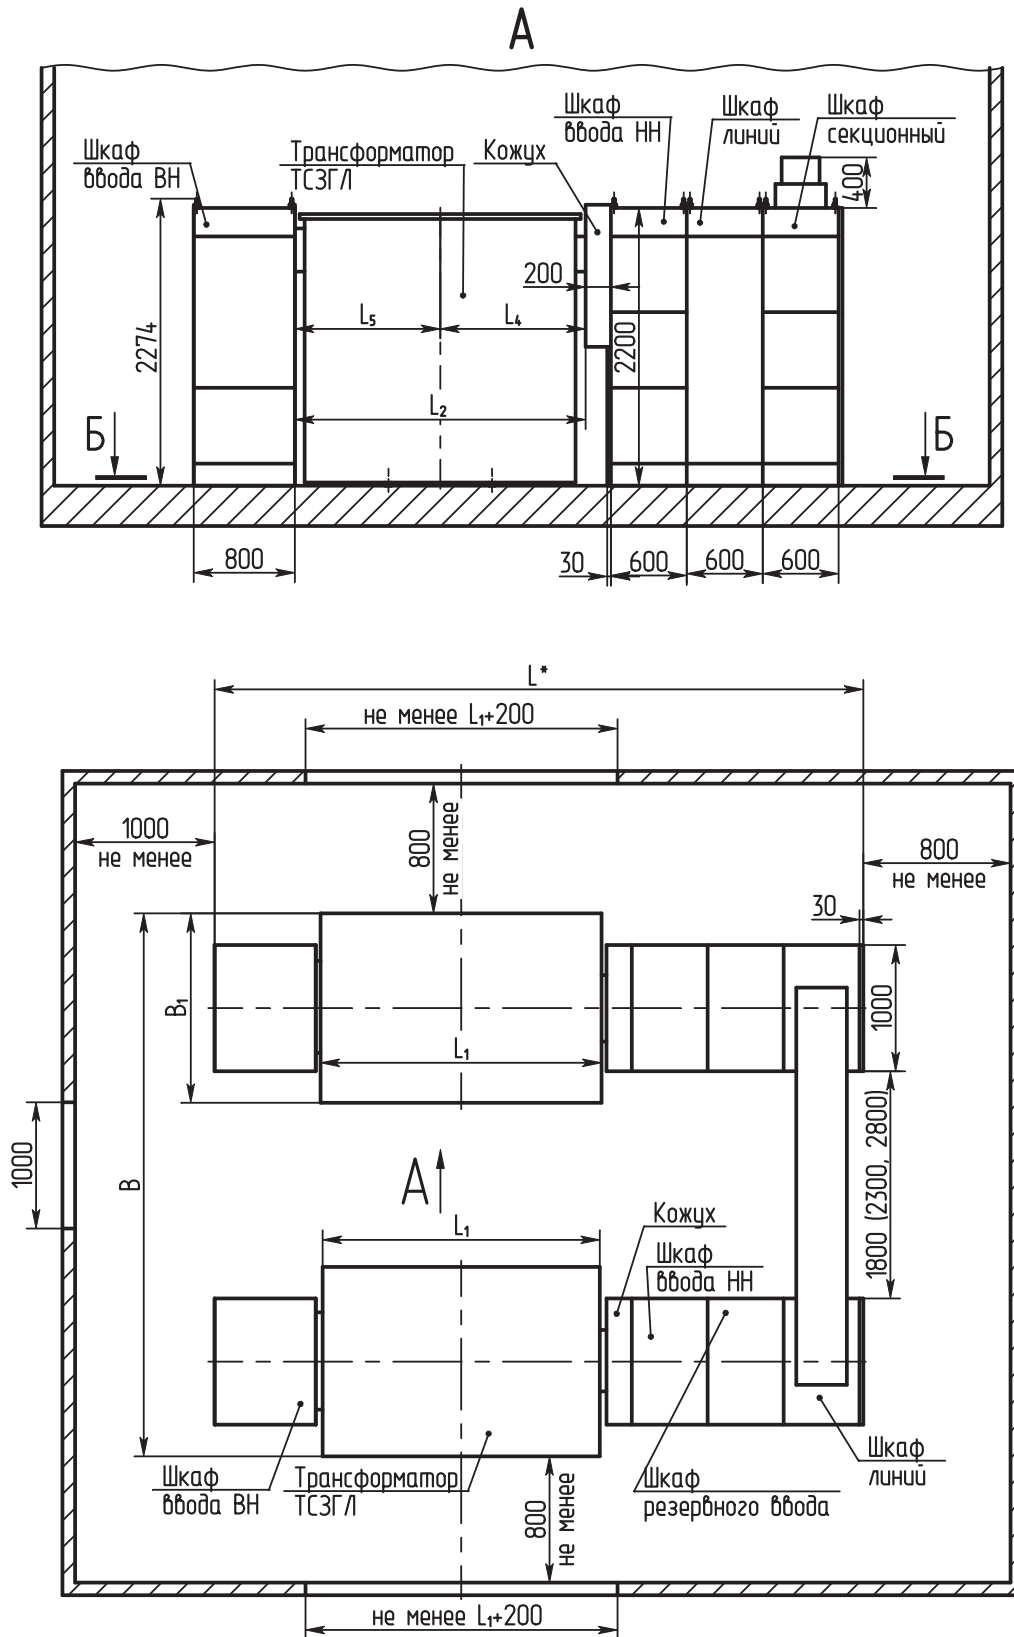 А
Шкаф
ввода ВН
Трансформатор
ТСЗГЛ
Кожух
Шкаф
ввода НН
Шкаф
линий
Шкаф
секционный
400
200
L₅
L₄
2274
2200
L₂
Б
Б
800
30
600
600
600
L*
не менее L₁+200
1000
не менее
800
не менее
800
не менее
30
B₁
L₁
1000
1000
B
А
L₁
1800 (2300, 2800)
Кожух
Шкаф
ввода НН
Шкаф
ввода ВН
Трансформатор
ТСЗГЛ
800
не менее
Шкаф
резервного ввода
Шкаф
линий
не менее L₁+200